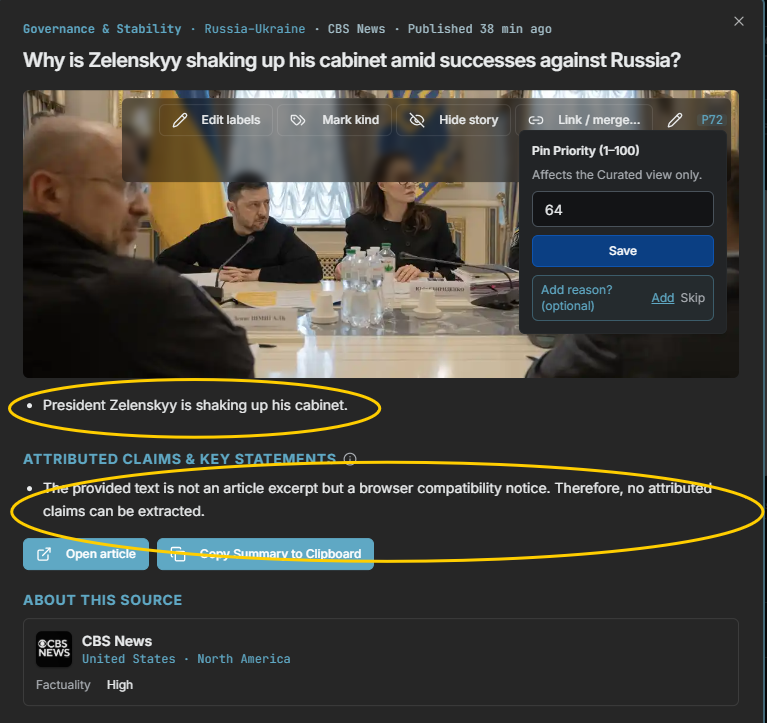 Governance & Stability · Russia-Ukraine · CBS News · Published 38 min ago
Why is Zelenskyy shaking up his cabinet amid successes against Russia?
Edit labels
Mark kind
Hide story
Link / merge...
P72
Pin Priority (1–100)
Affects the Curated view only.
64
Save
Add reason?
(optional)
Add Skip
• President Zelenskyy is shaking up his cabinet.
ATTRIBUTED CLAIMS & KEY STATEMENTS
• The provided text is not an article excerpt but a browser compatibility notice. Therefore, no attributed
claims can be extracted.
Open article
Copy Summary to Clipboard
ABOUT THIS SOURCE
CBS
NEWS
CBS News
United States · North America
Factuality High